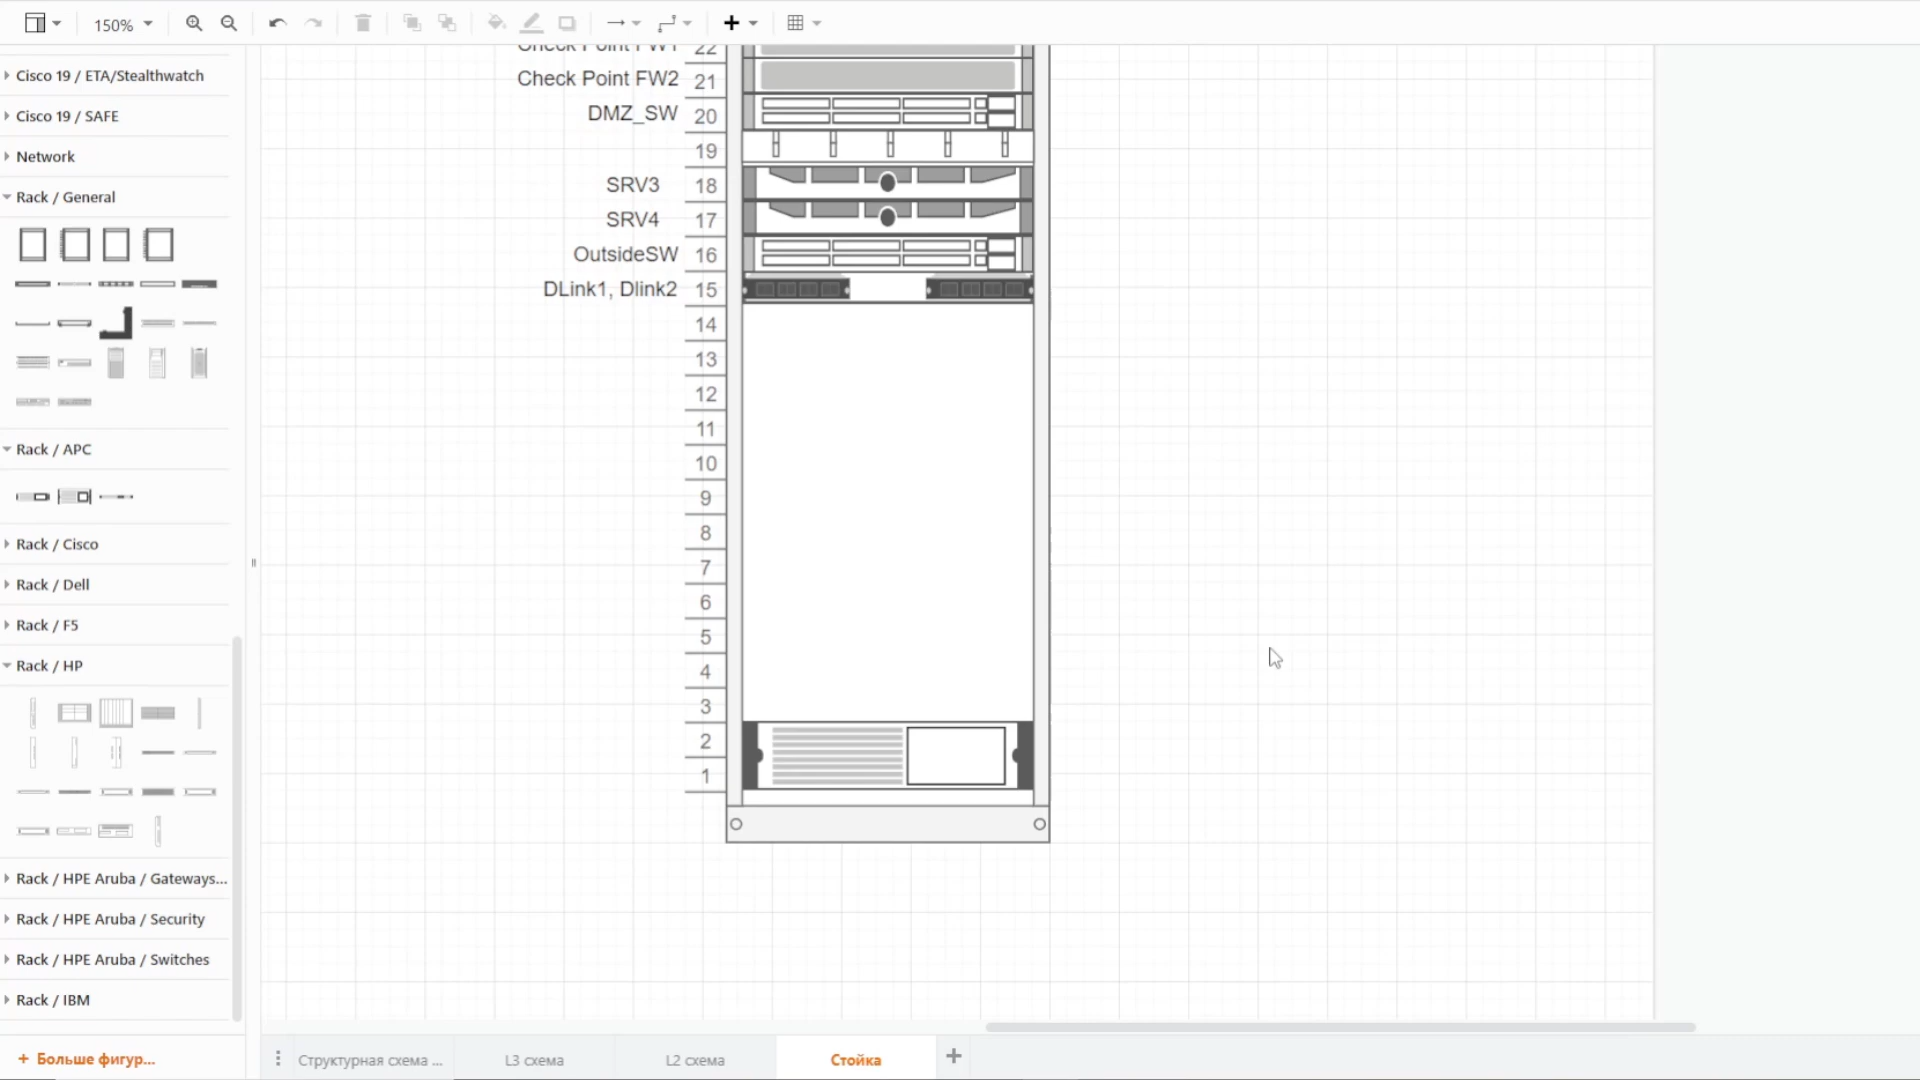 150%
Cisco 19 / ETA/Stealthwatch
Cisco 19 / SAFE
Network
Rack / General
Rack / APC
Rack / Cisco
Rack / Dell
Rack / F5
Rack / HP
Rack / HPE Aruba / Gateways...
Rack / HPE Aruba / Security
Rack / HPE Aruba / Switches
Rack / IBM
+ Больше фигур...
Check Point FW1 22
Check Point FW2 21
DMZ_SW 20
19
SRV3 18
SRV4 17
OutsideSW 16
DLink1, Dlink2 15
14
13
12
11
10
9
8
7
6
5
4
3
2
1
Структурная схема ...
L3 схема
L2 схема
Стойка